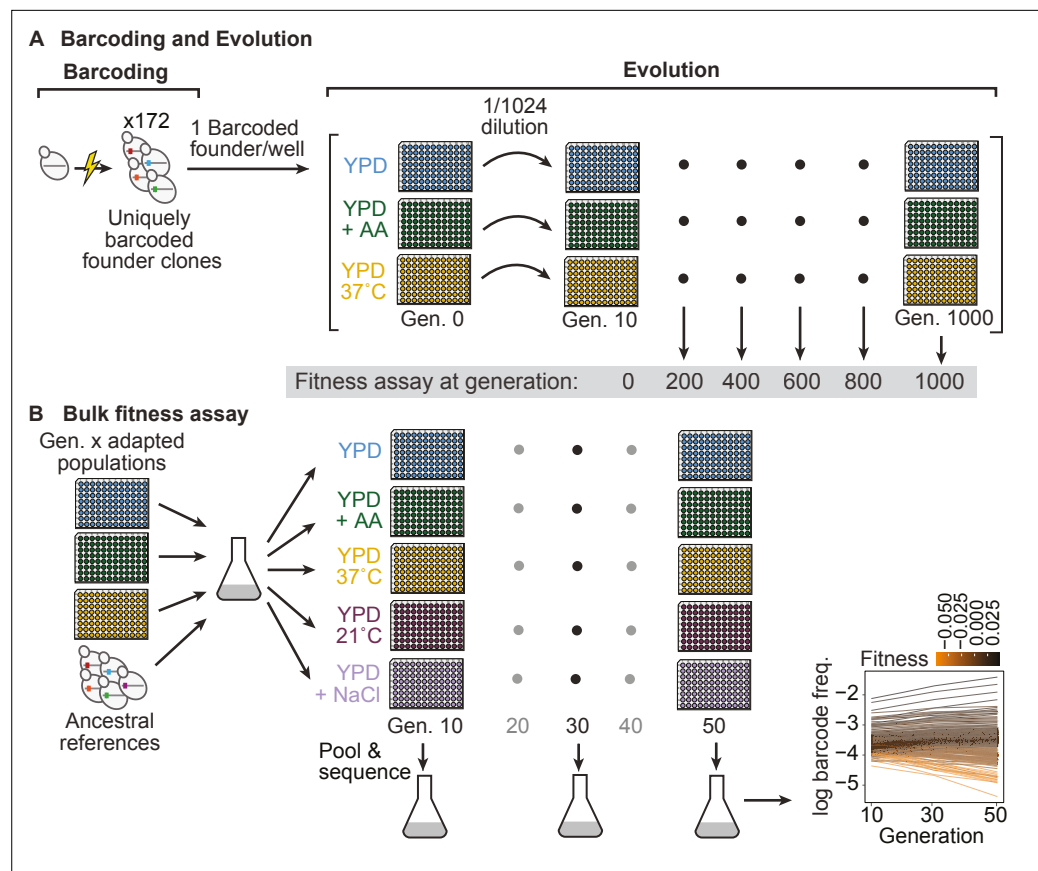 A Barcoding and Evolution
Barcoding
Evolution
x172
1 Barcoded
founder/well
1/1024
dilution
Uniquely
barcoded
founder clones
YPD
YPD
+ AA
YPD
37˚C
Gen. 0
Gen. 10
Gen. 1000
Fitness assay at generation: 0 200 400 600 800 1000
B Bulk fitness assay
Gen. x adapted
populations
Ancestral
references
YPD
YPD
+ AA
YPD
37˚C
YPD
21˚C
YPD
+ NaCl
Gen. 10 20 30 40 50
Pool &
sequence
Fitness
−0.050
−0.025
0.000
0.025
log barcode freq.
−2
−3
−4
−5
10 30 50
Generation